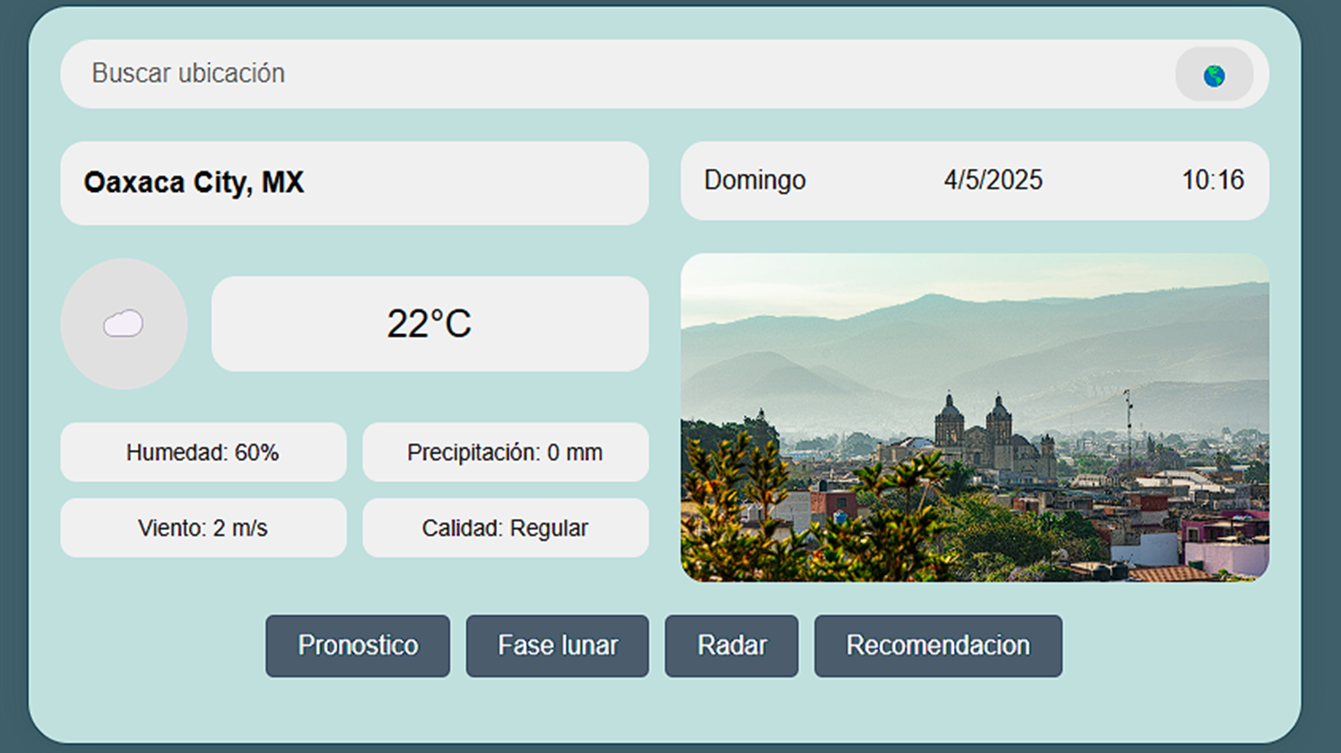 Buscar ubicación
Oaxaca City, MX
Domingo 4/5/2025 10:16
22°C
Humedad: 60%
Precipitación: 0 mm
Viento: 2 m/s
Calidad: Regular
Pronostico
Fase lunar
Radar
Recomendacion